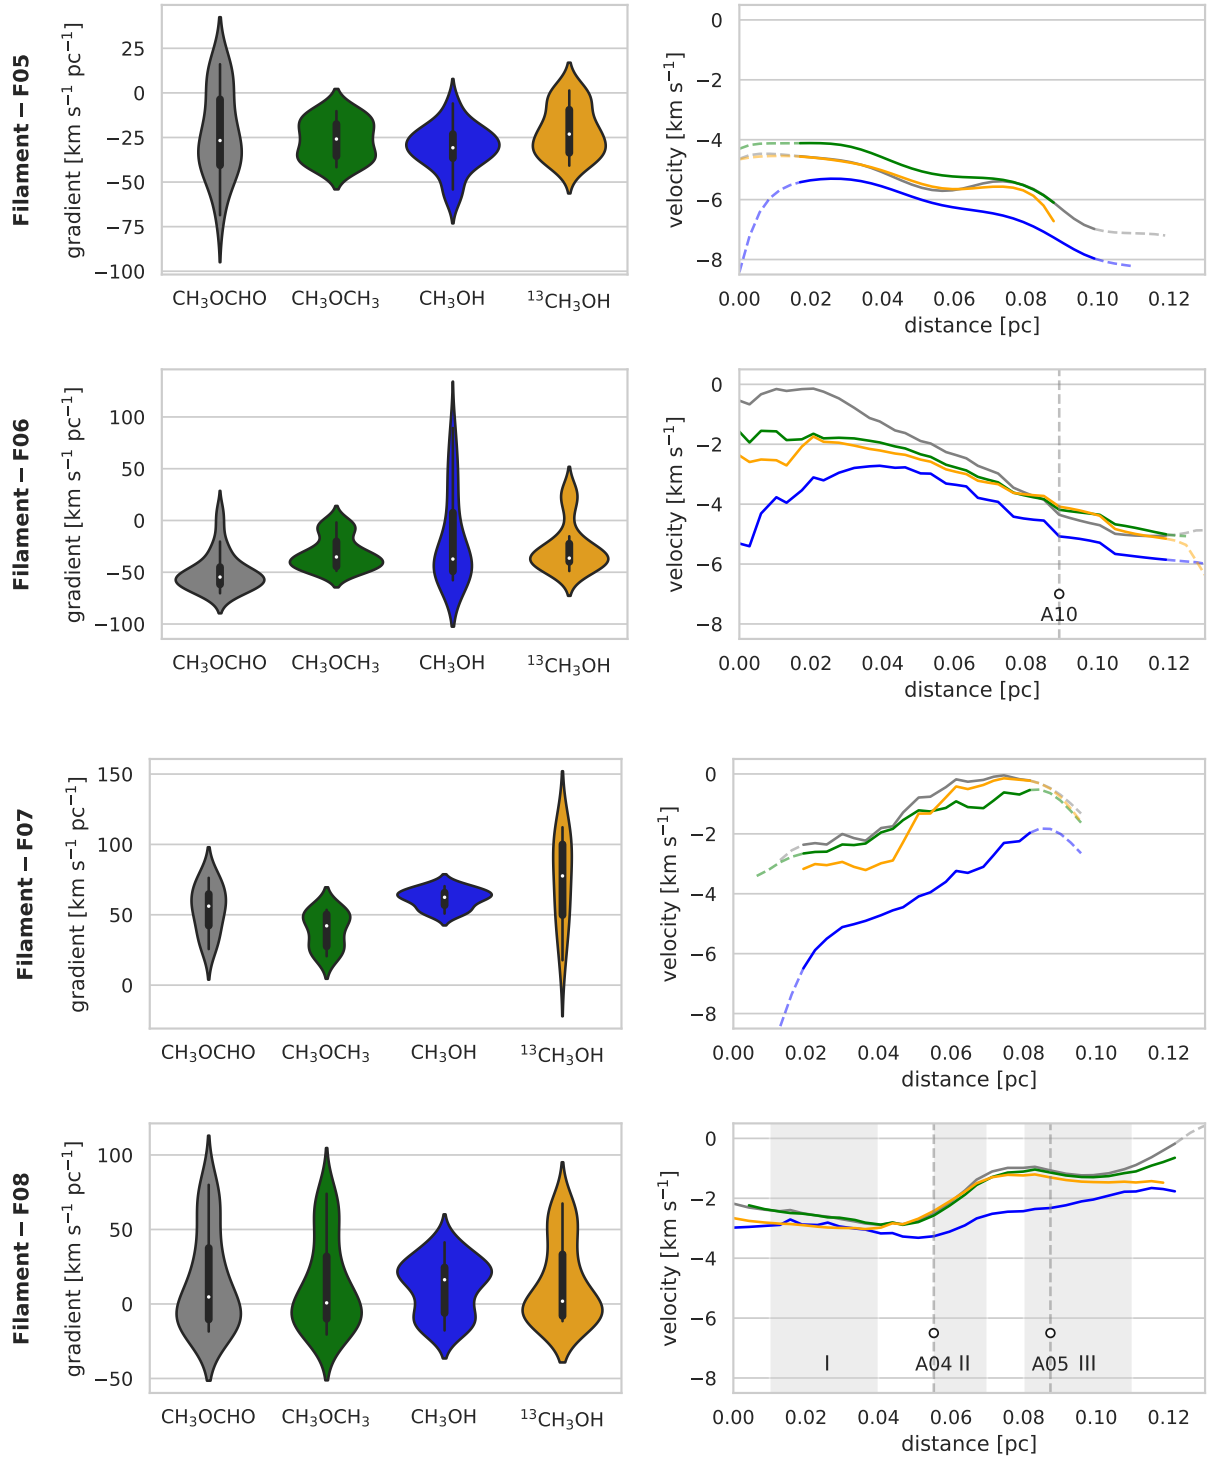 Filament – F05
gradient [km s⁻¹ pc⁻¹]
25
0
−25
−50
−75
−100
CH₃OCHO CH₃OCH₃ CH₃OH ¹³CH₃OH
velocity [km s⁻¹]
0
−2
−4
−6
−8
0.00 0.02 0.04 0.06 0.08 0.10 0.12
distance [pc]
Filament – F06
gradient [km s⁻¹ pc⁻¹]
100
50
0
−50
−100
CH₃OCHO CH₃OCH₃ CH₃OH ¹³CH₃OH
velocity [km s⁻¹]
0
−2
−4
−6
−8
A10
0.00 0.02 0.04 0.06 0.08 0.10 0.12
distance [pc]
Filament – F07
gradient [km s⁻¹ pc⁻¹]
150
100
50
0
CH₃OCHO CH₃OCH₃ CH₃OH ¹³CH₃OH
velocity [km s⁻¹]
0
−2
−4
−6
−8
0.00 0.02 0.04 0.06 0.08 0.10 0.12
distance [pc]
Filament – F08
gradient [km s⁻¹ pc⁻¹]
100
50
0
−50
CH₃OCHO CH₃OCH₃ CH₃OH ¹³CH₃OH
velocity [km s⁻¹]
0
−2
−4
−6
−8
I A04 II A05 III
0.00 0.02 0.04 0.06 0.08 0.10 0.12
distance [pc]